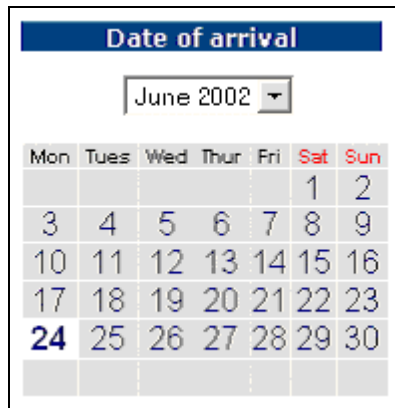 Date of arrival
June 2002
Mon Tues Wed Thur Fri Sat Sun
1 2
3 4 5 6 7 8 9
10 11 12 13 14 15 16
17 18 19 20 21 22 23
24 25 26 27 28 29 30